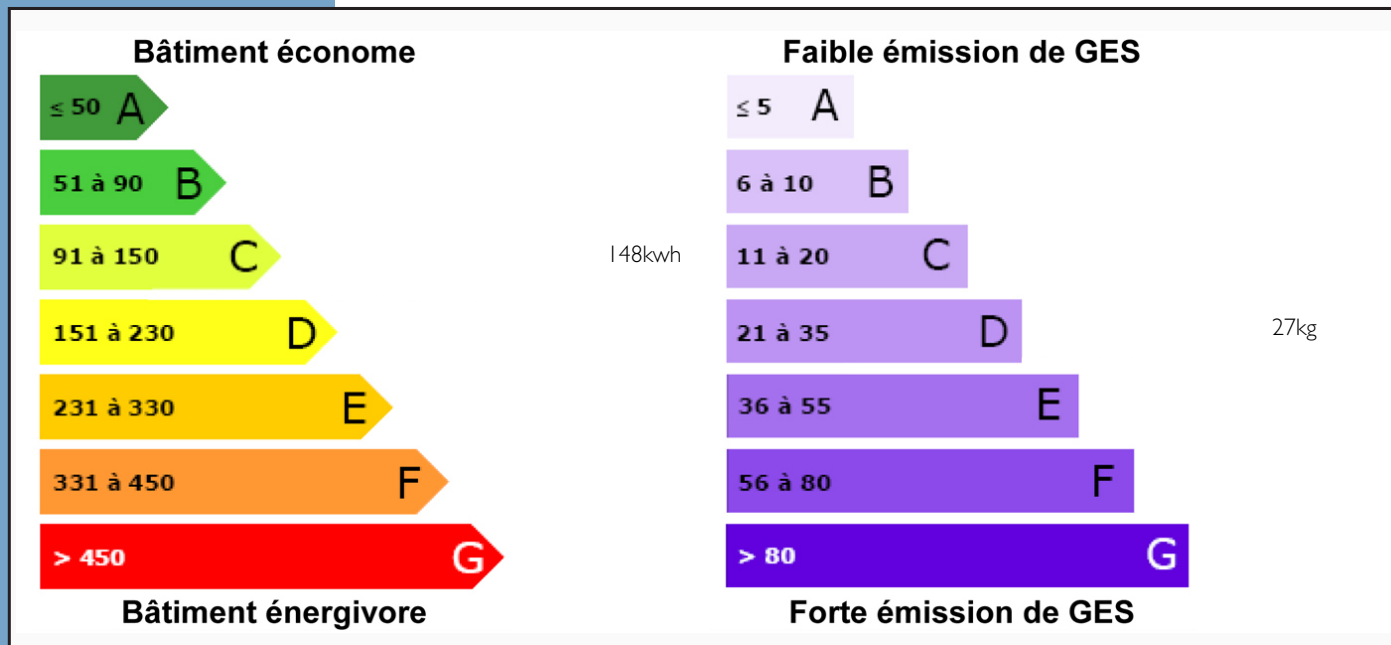 Bâtiment économe
≤ 50 A
51 à 90 B
91 à 150 C
148kwh
151 à 230 D
231 à 330 E
331 à 450 F
> 450 G
Bâtiment énergivore
Faible émission de GES
≤ 5 A
6 à 10 B
11 à 20 C
21 à 35 D
27kg
36 à 55 E
56 à 80 F
> 80 G
Forte émission de GES